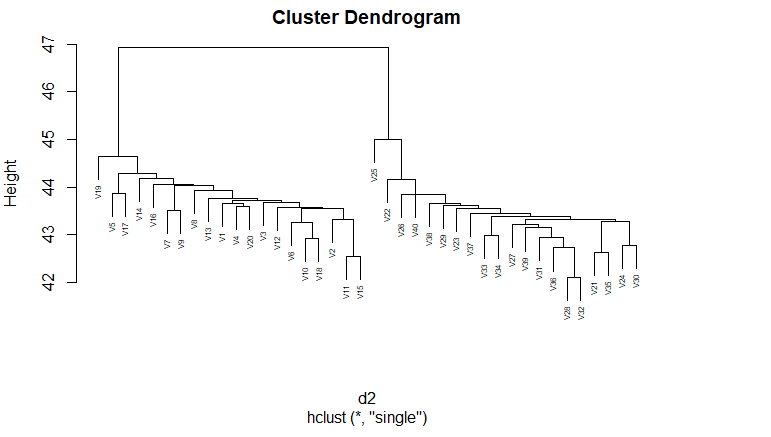 Cluster Dendrogram
Height
47
46
45
44
43
42
V19
V5
V17
V14
V16
V7
V9
V8
V13
V1
V4
V20
V3
V12
V6
V10
V18
V2
V11
V15
V25
V22
V26
V40
V38
V29
V23
V37
V33
V34
V27
V39
V31
V36
V28
V32
V21
V35
V24
V30
d2
hclust (*, "single")